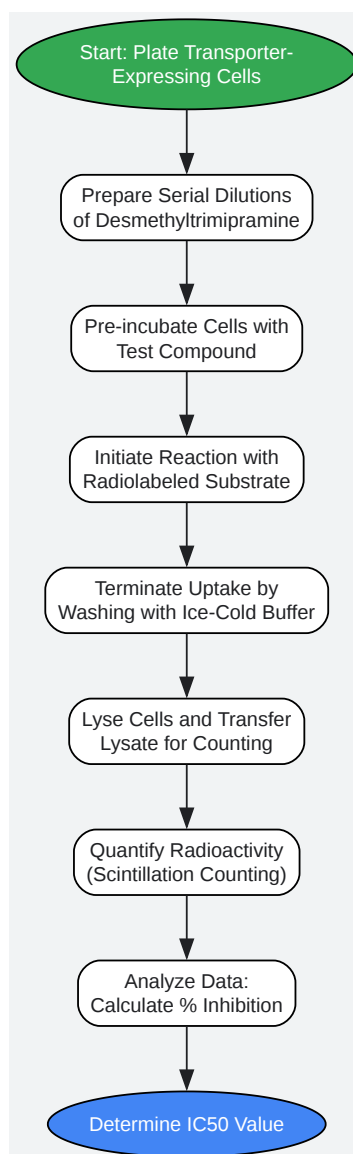 Start: Plate Transporter-
Expressing Cells
Prepare Serial Dilutions
of Desmethyltrimipramine
Pre-incubate Cells with
Test Compound
Initiate Reaction with
Radiolabeled Substrate
Terminate Uptake by
Washing with Ice-Cold Buffer
Lyse Cells and Transfer
Lysate for Counting
Quantify Radioactivity
(Scintillation Counting)
Analyze Data:
Calculate % Inhibition
Determine IC50 Value